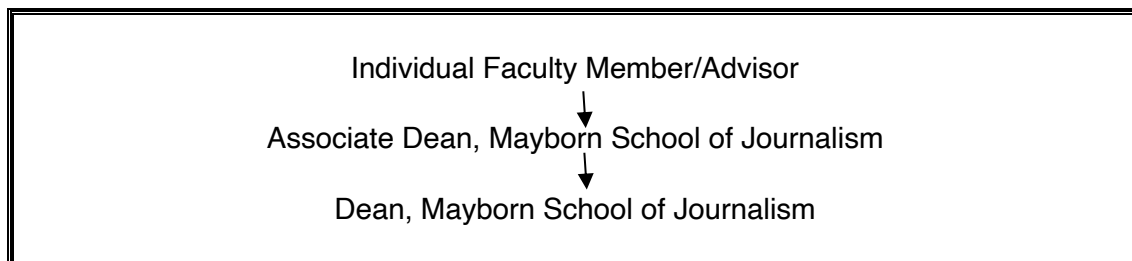 Individual Faculty Member/Advisor
Associate Dean, Mayborn School of Journalism
Dean, Mayborn School of Journalism